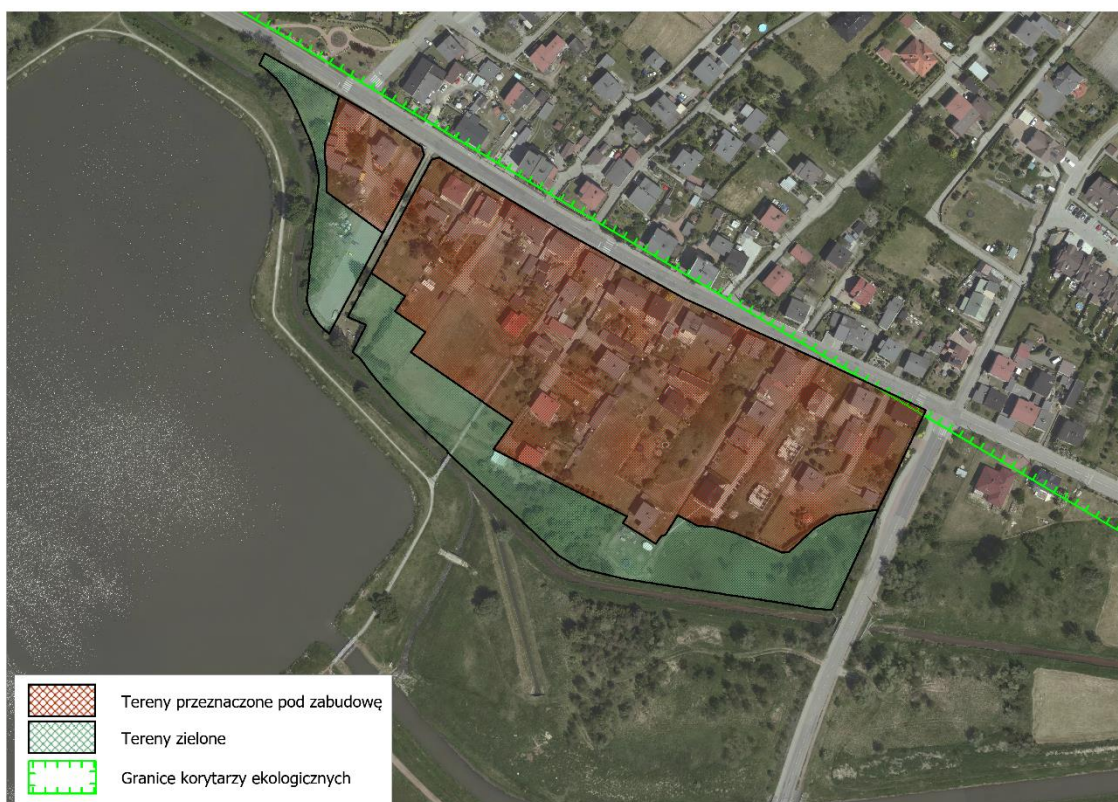 Tereny przeznaczone pod zabudowę
Tereny zielone
Granice korytarzy ekologicznych